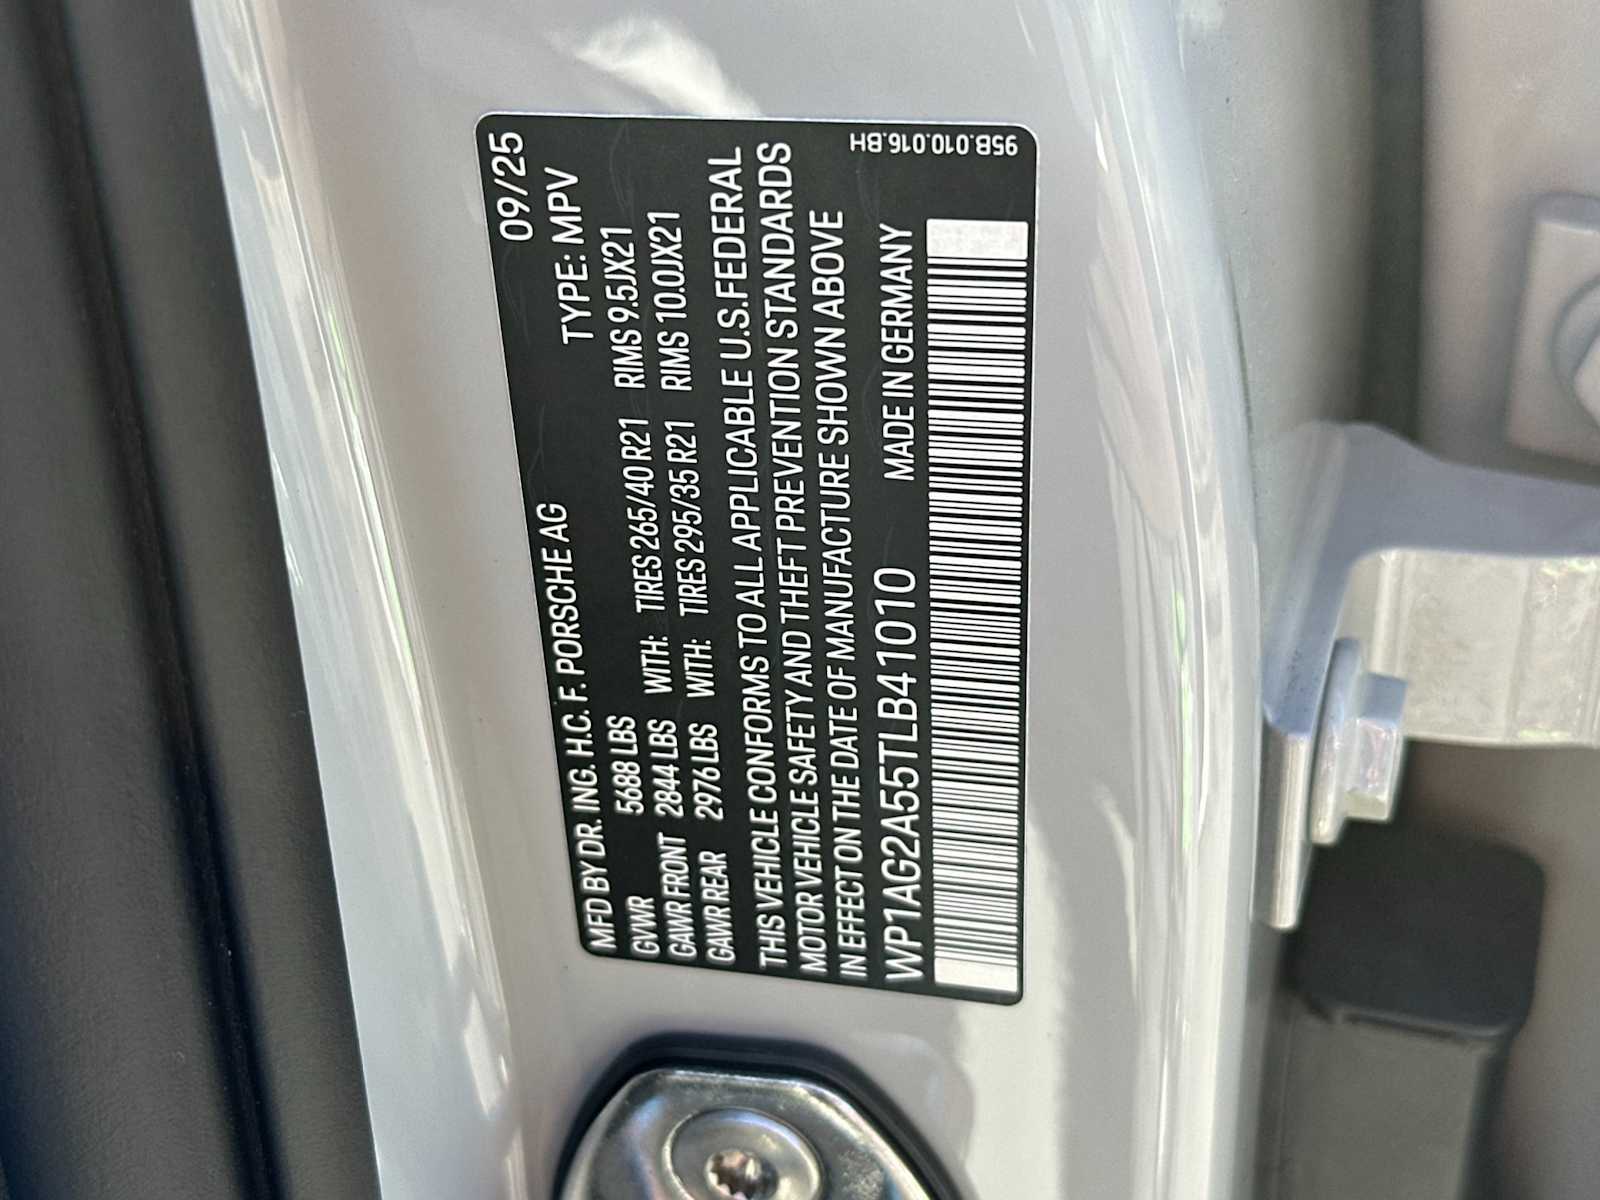 09/25
MFD BY DR. ING. H.C. F. PORSCHE AG TYPE: MPV
GVWR 5688 LBS WITH: TIRES 265/40 R21 RIMS 9.5JX21
GAWR FRONT 2844 LBS WITH: TIRES 295/35 R21 RIMS 10.0JX21
GAWR REAR 2976 LBS
THIS VEHICLE CONFORMS TO ALL APPLICABLE U.S.FEDERAL
MOTOR VEHICLE SAFETY AND THEFT PREVENTION STANDARDS
IN EFFECT ON THE DATE OF MANUFACTURE SHOWN ABOVE
WP1AG2A55TLB41010 MADE IN GERMANY
95B.010.016.BH